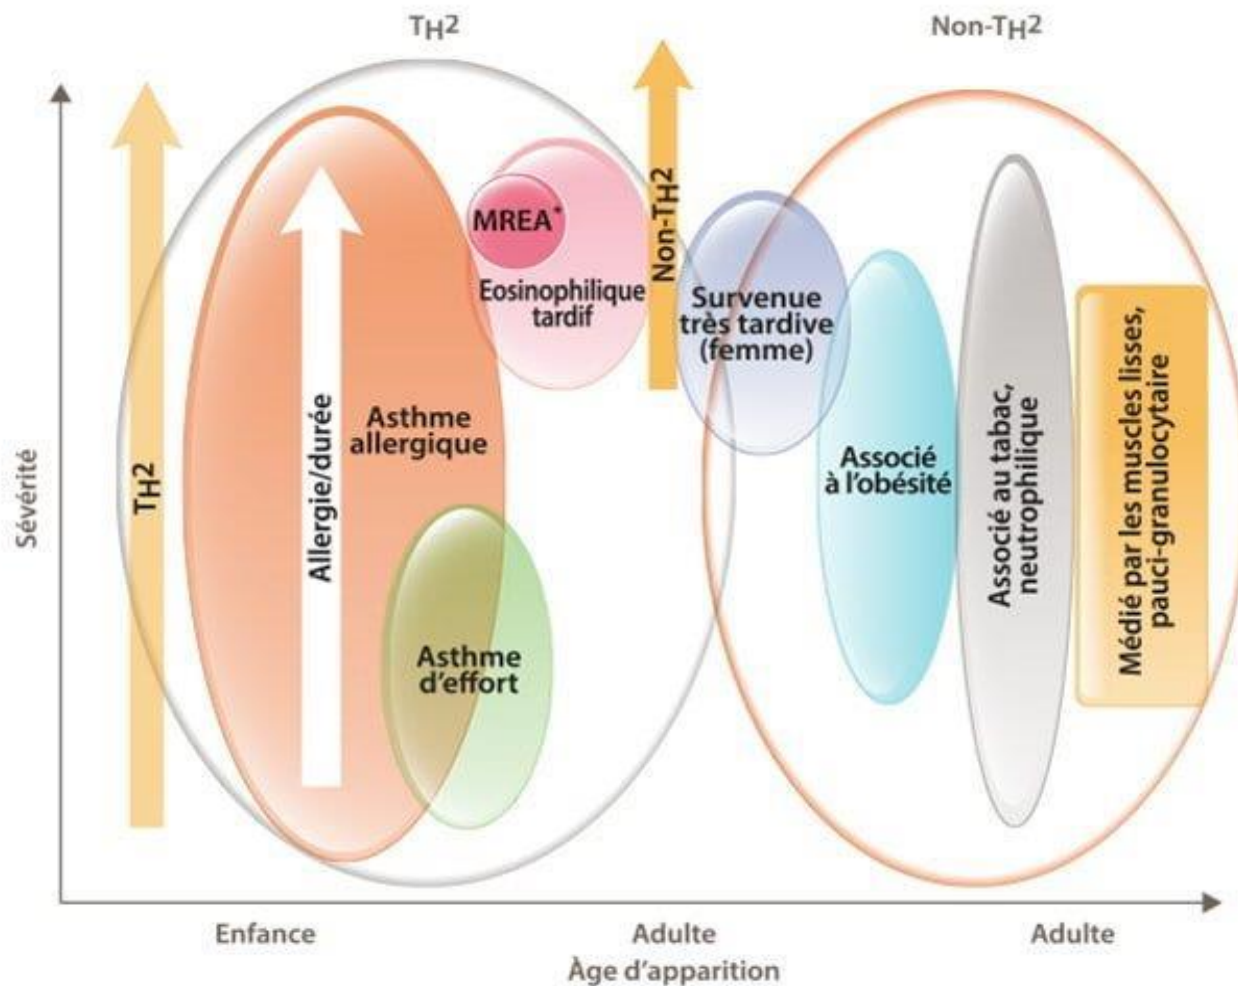 TH2
Non-TH2
Sévérité
TH2
Allergie/durée
Asthme
allergique
Asthme
d'effort
MREA*
Eosinophilique
tardif
Non-TH2
Survenue
très tardive
(femme)
Associé
à l'obésité
Associé au tabac,
neutrophilique
Médié par les muscles lisses,
pauci-granulocytaire
Enfance
Adulte
Adulte
Àge d'apparition